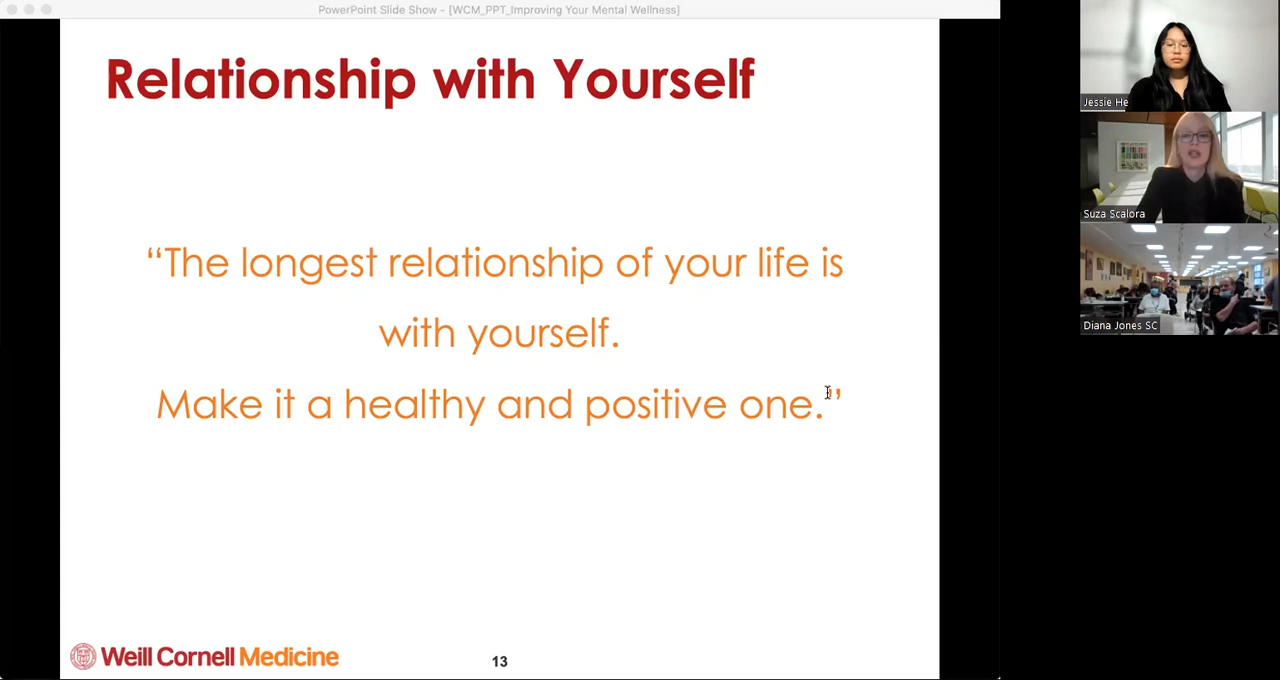 PowerPoint Slide Show - [WCM_PPT_Improving Your Mental Wellness]
Relationship with Yourself
“The longest relationship of your life is
with yourself.
Make it a healthy and positive one.”
Weill Cornell Medicine
13
Jessie He
Suza Scalora
Diana Jones SC